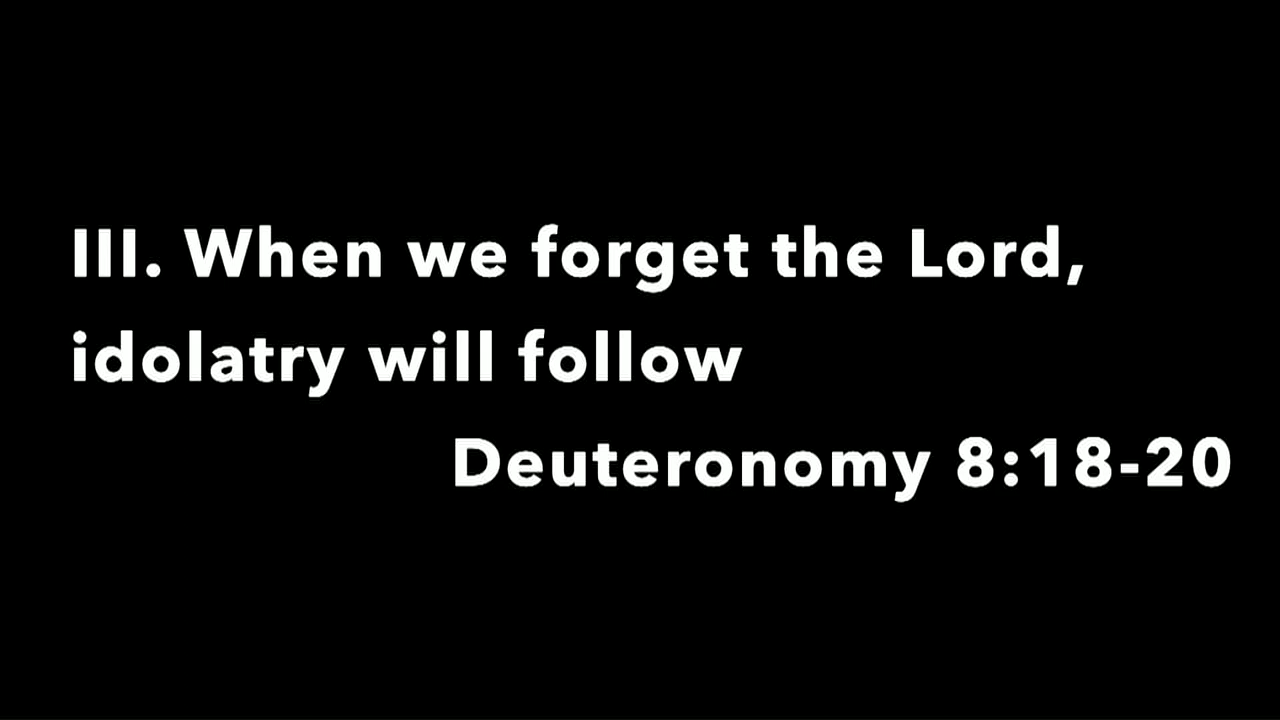 III. When we forget the Lord,
idolatry will follow
Deuteronomy 8:18-20